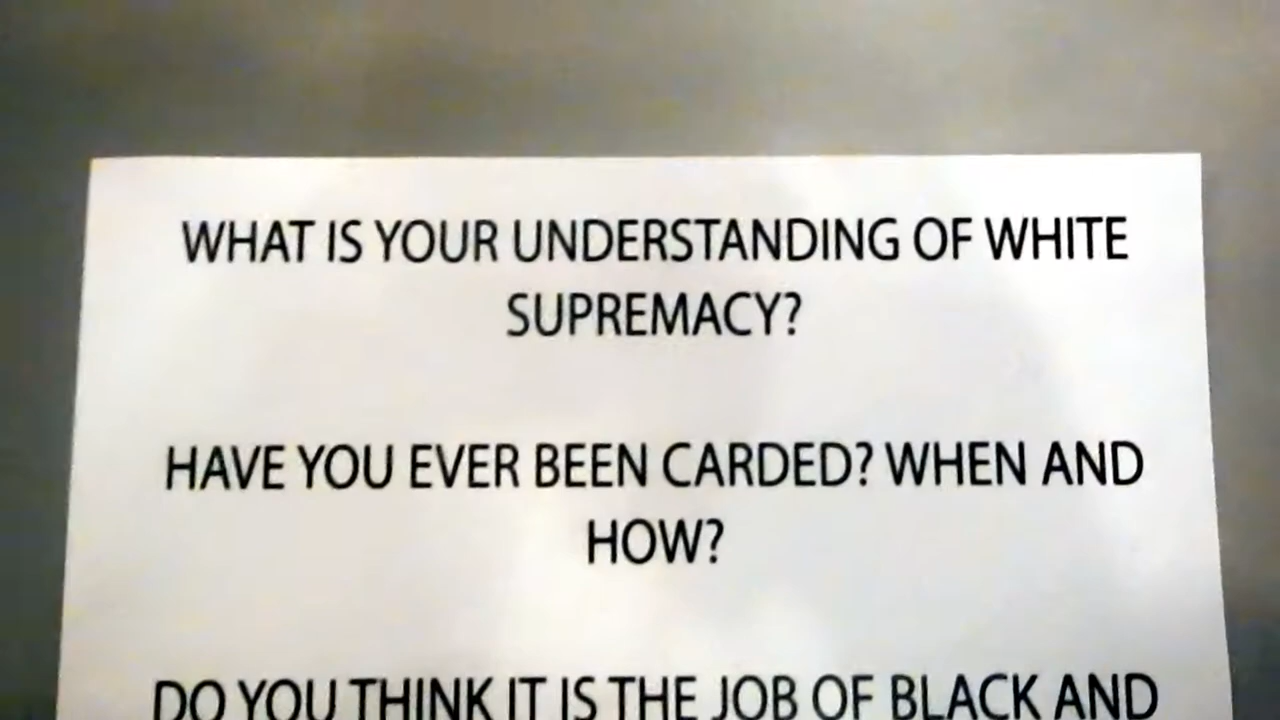 WHAT IS YOUR UNDERSTANDING OF WHITE
SUPREMACY?
HAVE YOU EVER BEEN CARDED? WHEN AND
HOW?
DO YOU THINK IT IS THE JOB OF BLACK AND